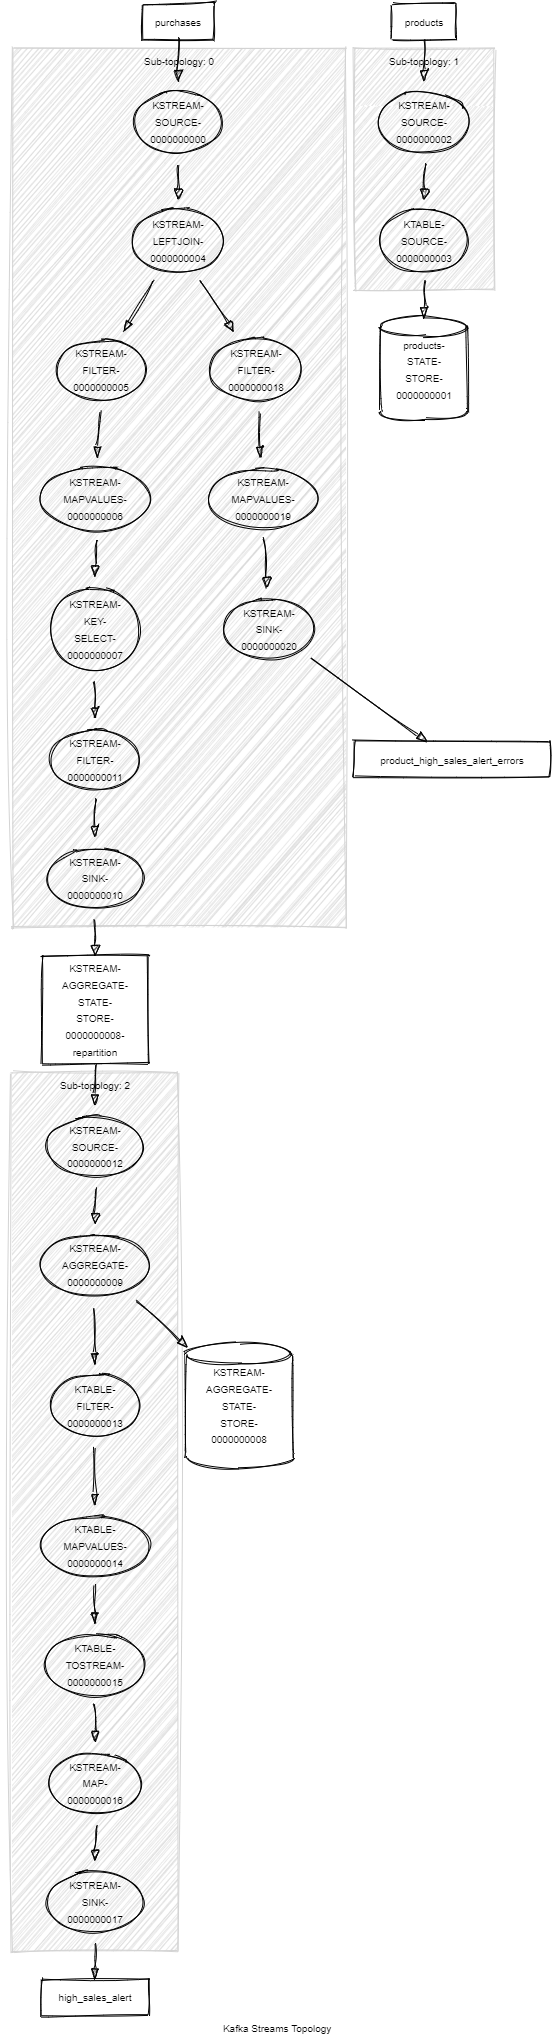 purchases
products
Sub-topology: 0
Sub-topology: 1
KSTREAM-
SOURCE-
0000000000
KSTREAM-
SOURCE-
0000000002
KSTREAM-
LEFTJOIN-
0000000004
KTABLE-
SOURCE-
0000000003
products-
STATE-
STORE-
0000000001
KSTREAM-
FILTER-
0000000005
KSTREAM-
FILTER-
0000000018
KSTREAM-
MAPVALUES-
0000000006
KSTREAM-
MAPVALUES-
0000000019
KSTREAM-
KEY-
SELECT-
0000000007
KSTREAM-
SINK-
0000000020
KSTREAM-
FILTER-
0000000011
product_high_sales_alert_errors
KSTREAM-
SINK-
0000000010
KSTREAM-
AGGREGATE-
STATE-
STORE-
0000000008-
repartition
Sub-topology: 2
KSTREAM-
SOURCE-
0000000012
KSTREAM-
AGGREGATE-
0000000009
KTABLE-
FILTER-
0000000013
KSTREAM-
AGGREGATE-
STATE-
STORE-
0000000008
KTABLE-
MAPVALUES-
0000000014
KTABLE-
TOSTREAM-
0000000015
KSTREAM-
MAP-
0000000016
KSTREAM-
SINK-
0000000017
high_sales_alert
Kafka Streams Topology